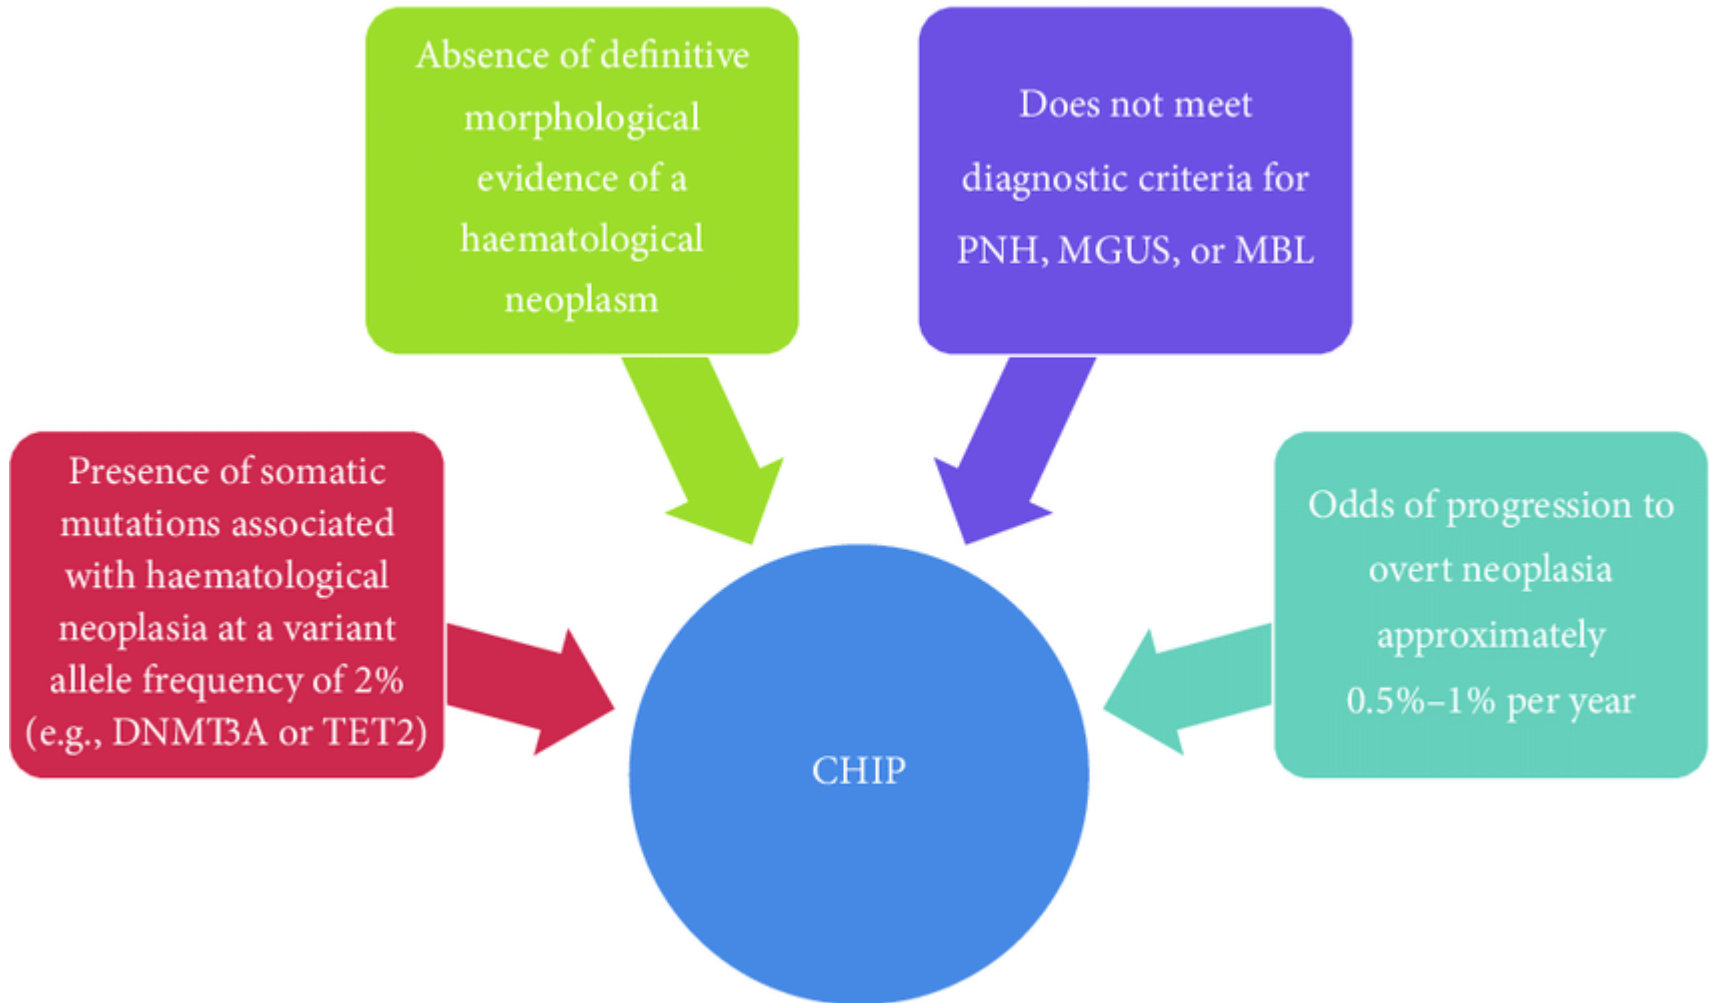 Absence of definitive
morphological
evidence of a
haematological
neoplasm
Does not meet
diagnostic criteria for
PNH, MGUS, or MBL
Presence of somatic
mutations associated
with haematological
neoplasia at a variant
allele frequency of 2%
(e.g., DNMT3A or TET2)
Odds of progression to
overt neoplasia
approximately
0.5%–1% per year
CHIP